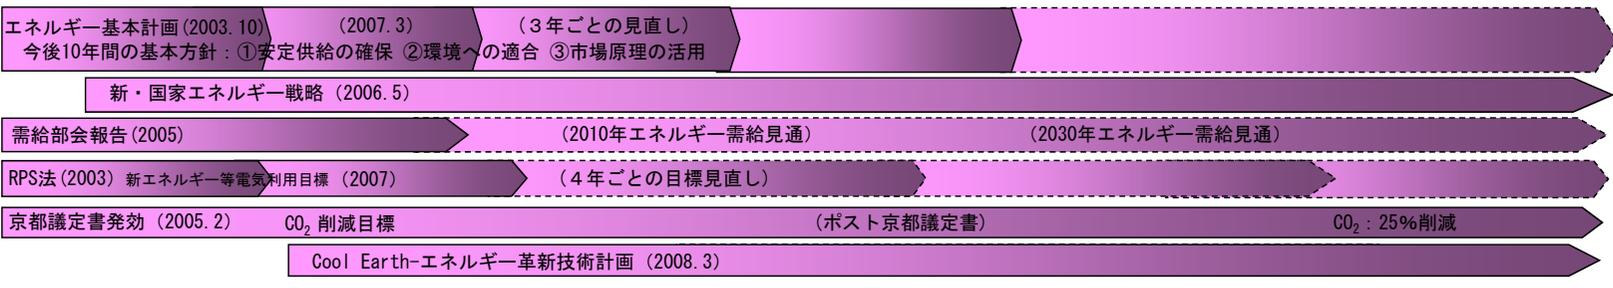 エネルギー基本計画(2003.10) (2007.3) (３年ごとの見直し)
今後10年間の基本方針：①安定供給の確保 ②環境への適合 ③市場原理の活用
新・国家エネルギー戦略 (2006.5)
需給部会報告(2005) (2010年エネルギー需給見通) (2030年エネルギー需給見通)
RPS法(2003) 新エネルギー等電気利用目標 (2007) (４年ごとの目標見直し)
京都議定書発効 (2005.2) CO₂ 削減目標 (ポスト京都議定書) CO₂：25%削減
Cool Earth-エネルギー革新技術計画 (2008.3)